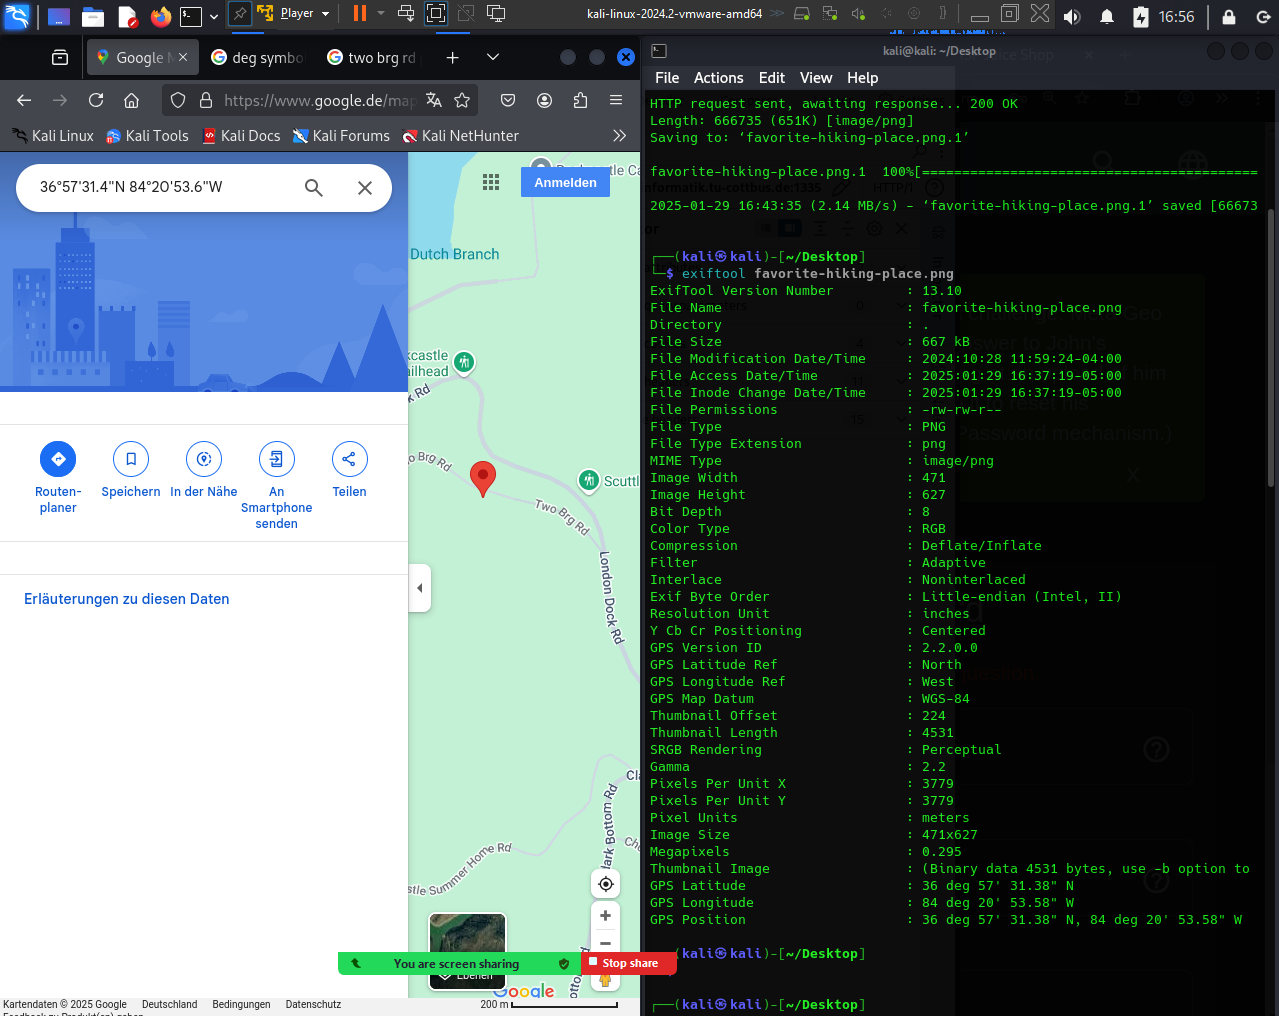 Player
kali-linux-2024.2-vmware-amd64
16:56
Google M
deg symbo
two brg rd
https://www.google.de/map
Kali Linux
Kali Tools
Kali Docs
Kali Forums
Kali NetHunter
36°57'31.4"N 84°20'53.6"W
Anmelden
Dutch Branch
Two Brg Rd
Scuttl
Two Brg Rd
London Dock Rd
Routen-
planer
Speichern
In der Nähe
An
Smartphone
senden
Teilen
Erläuterungen zu diesen Daten
Summer Home Rd
ark Bottom Rd
Ebenen
Google
You are screen sharing
Stop share
Kartendaten © 2025 Google
Deutschland
Bedingungen
Datenschutz
200 m
kali@kali: ~/Desktop
File Actions Edit View Help
HTTP request sent, awaiting response... 200 OK
Length: 666735 (651K) [image/png]
Saving to: ‘favorite-hiking-place.png.1’
favorite-hiking-place.png.1 100%[==========================================
2025-01-29 16:43:35 (2.14 MB/s) - ‘favorite-hiking-place.png.1’ saved [66673
┌──(kali㉿kali)-[~/Desktop]
└─$ exiftool favorite-hiking-place.png
ExifTool Version Number : 13.10
File Name : favorite-hiking-place.png
Directory : .
File Size : 667 kB
File Modification Date/Time : 2024:10:28 11:59:24-04:00
File Access Date/Time : 2025:01:29 16:37:19-05:00
File Inode Change Date/Time : 2025:01:29 16:37:19-05:00
File Permissions : -rw-rw-r--
File Type : PNG
File Type Extension : png
MIME Type : image/png
Image Width : 471
Image Height : 627
Bit Depth : 8
Color Type : RGB
Compression : Deflate/Inflate
Filter : Adaptive
Interlace : Noninterlaced
Exif Byte Order : Little-endian (Intel, II)
Resolution Unit : inches
Y Cb Cr Positioning : Centered
GPS Version ID : 2.2.0.0
GPS Latitude Ref : North
GPS Longitude Ref : West
GPS Map Datum : WGS-84
Thumbnail Offset : 224
Thumbnail Length : 4531
SRGB Rendering : Perceptual
Gamma : 2.2
Pixels Per Unit X : 3779
Pixels Per Unit Y : 3779
Pixel Units : meters
Image Size : 471x627
Megapixels : 0.295
Thumbnail Image : (Binary data 4531 bytes, use -b option to
GPS Latitude : 36 deg 57' 31.38" N
GPS Longitude : 84 deg 20' 53.58" W
GPS Position : 36 deg 57' 31.38" N, 84 deg 20' 53.58" W
(kali㉿kali)-[~/Desktop]
┌──(kali㉿kali)-[~/Desktop]